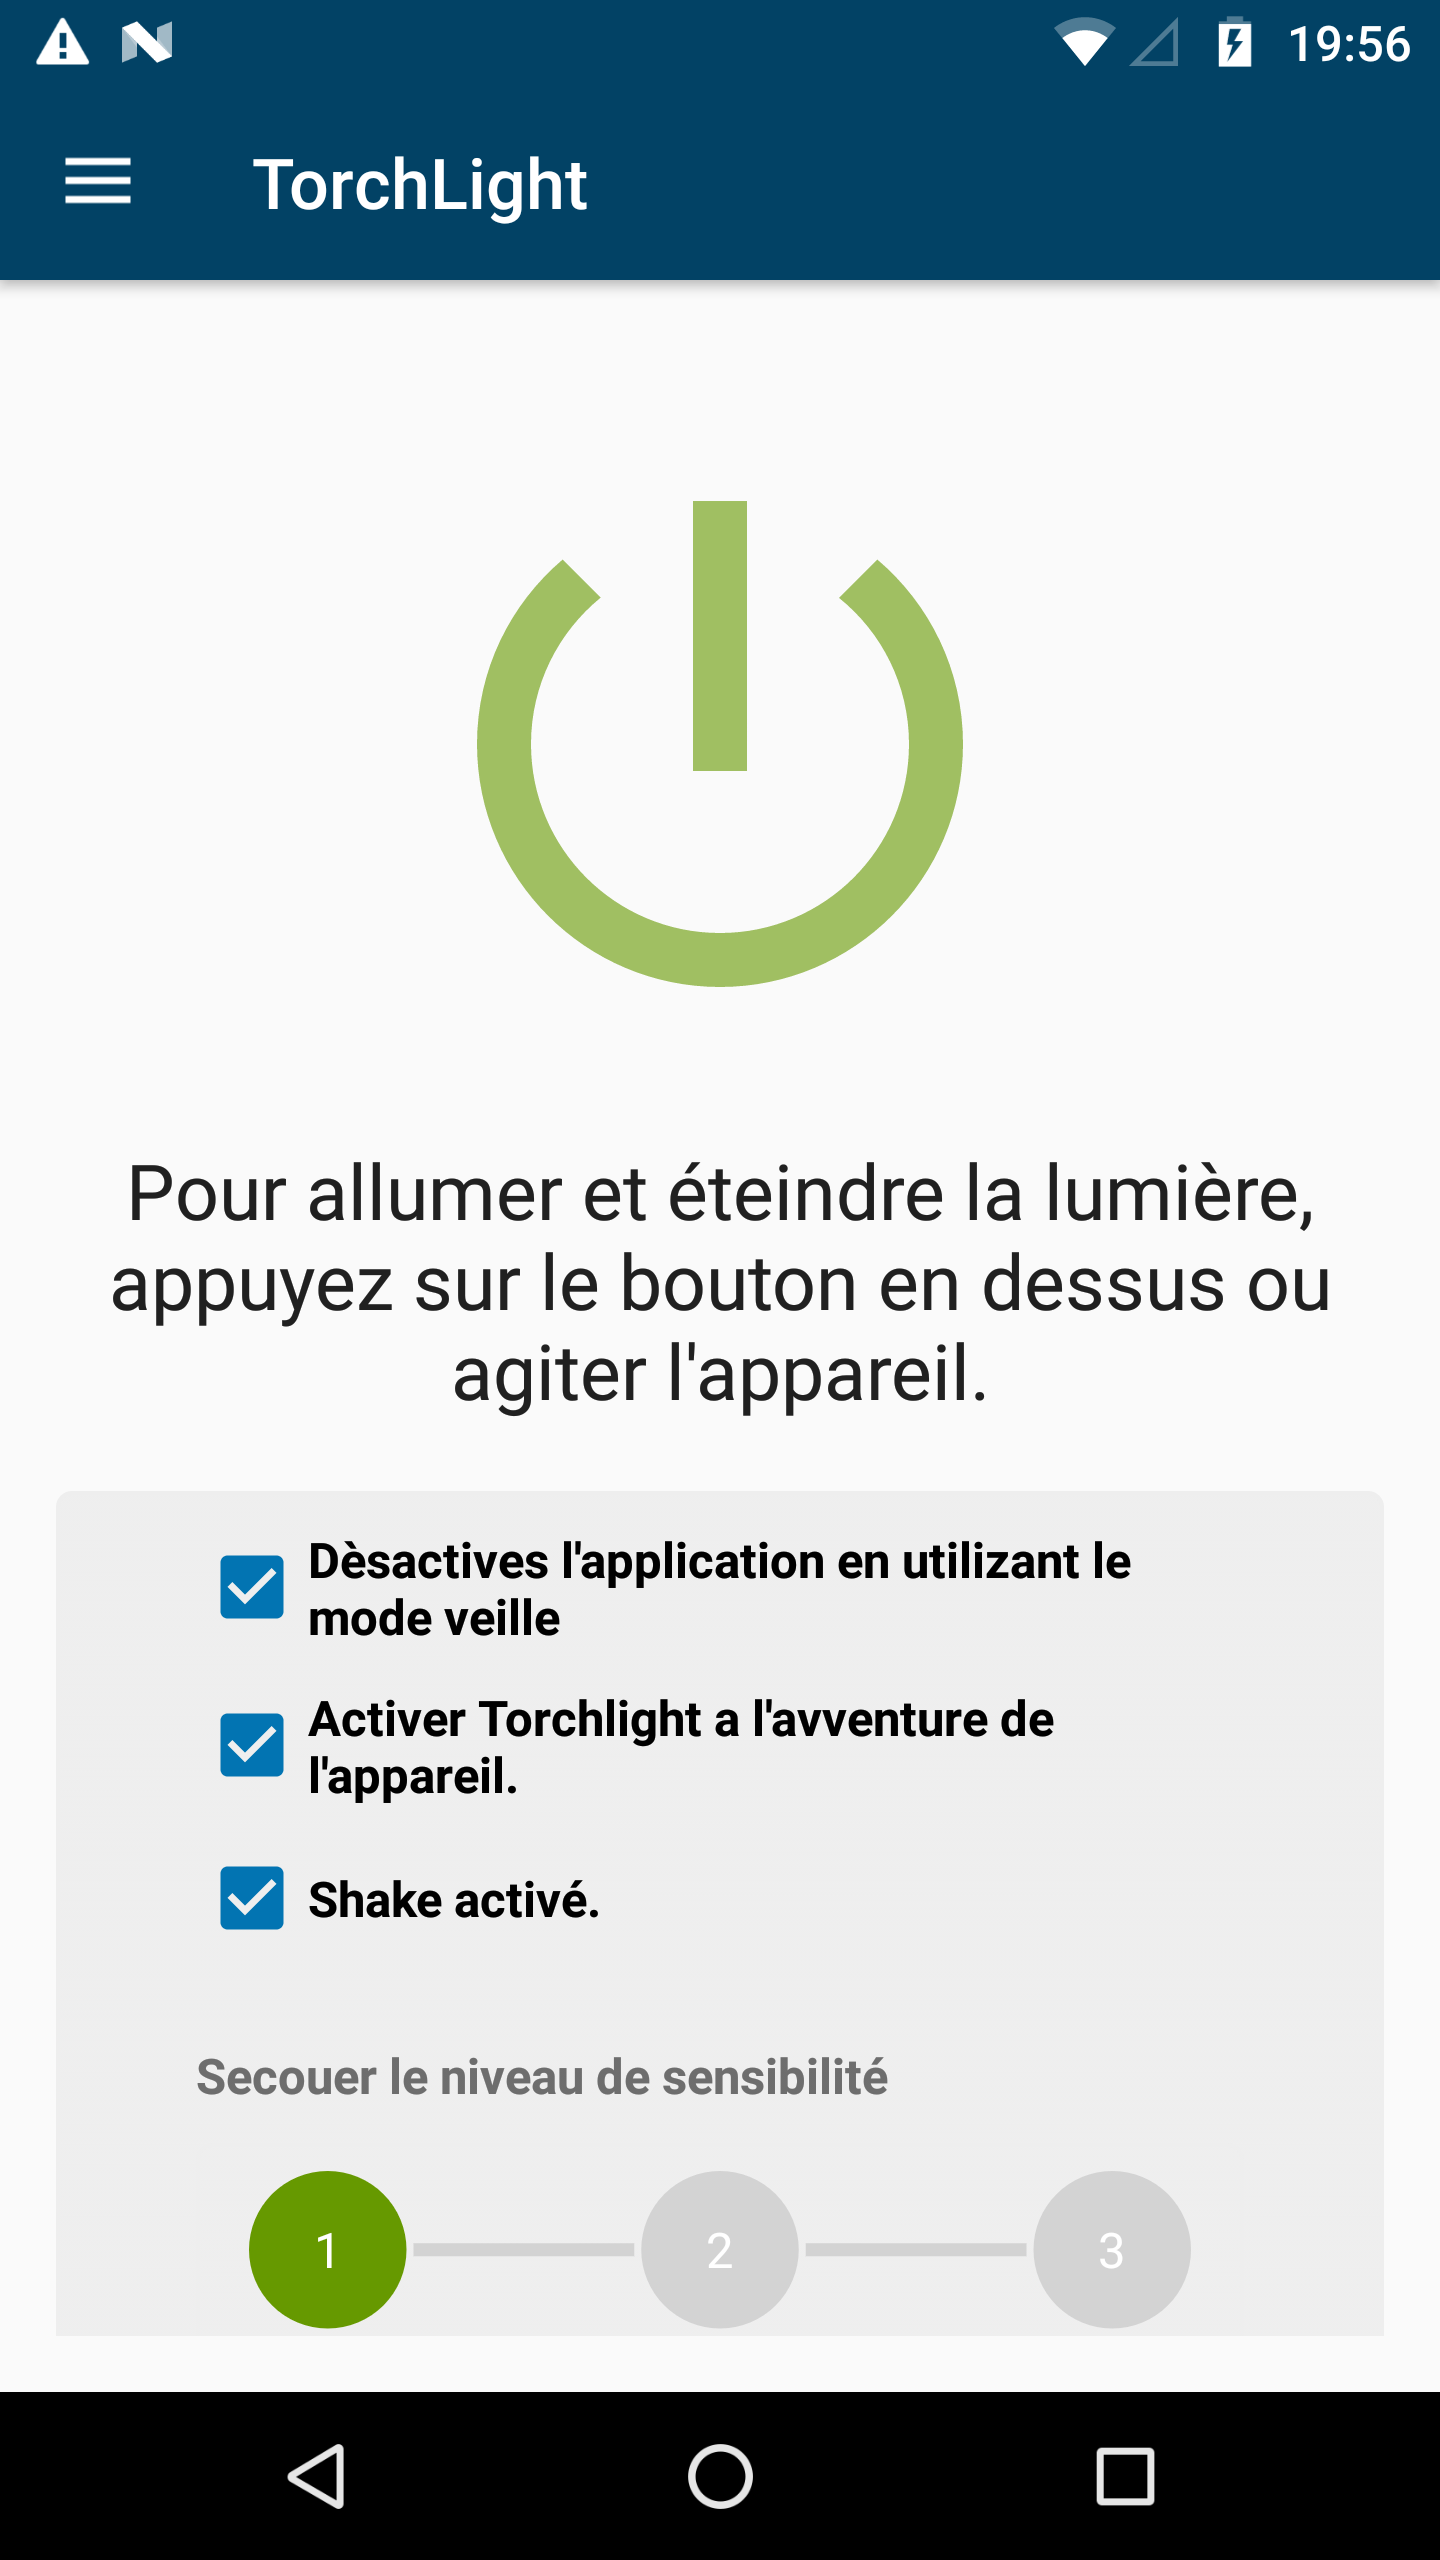 19:56
TorchLight
Pour allumer et éteindre la lumière,
appuyez sur le bouton en dessus ou
agiter l'appareil.
Dèsactives l'application en utilizant le
mode veille
Activer Torchlight a l'avventure de
l'appareil.
Shake activé.
Secouer le niveau de sensibilité
1 2 3